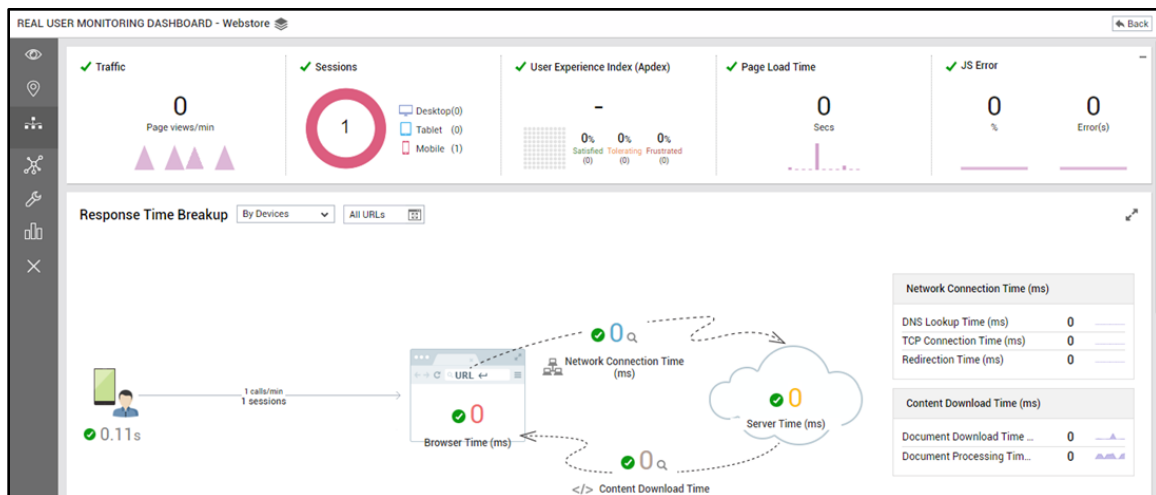 REAL USER MONITORING DASHBOARD - Webstore
Back
Traffic
0
Page views/min
Sessions
1
Desktop(0)
Tablet (0)
Mobile (1)
User Experience Index (Apdex)
-
0% 0% 0%
Satisfied Tolerating Frustrated
(0) (0) (0)
Page Load Time
0
Secs
JS Error
0 0
% Error(s)
Response Time Breakup
By Devices
All URLs
0.11s
1 calls/min
1 sessions
URL
0
Browser Time (ms)
0
Network Connection Time
(ms)
0
Server Time (ms)
0
</> Content Download Time
Network Connection Time (ms)
DNS Lookup Time (ms) 0
TCP Connection Time (ms) 0
Redirection Time (ms) 0
Content Download Time (ms)
Document Download Time ... 0
Document Processing Tim... 0